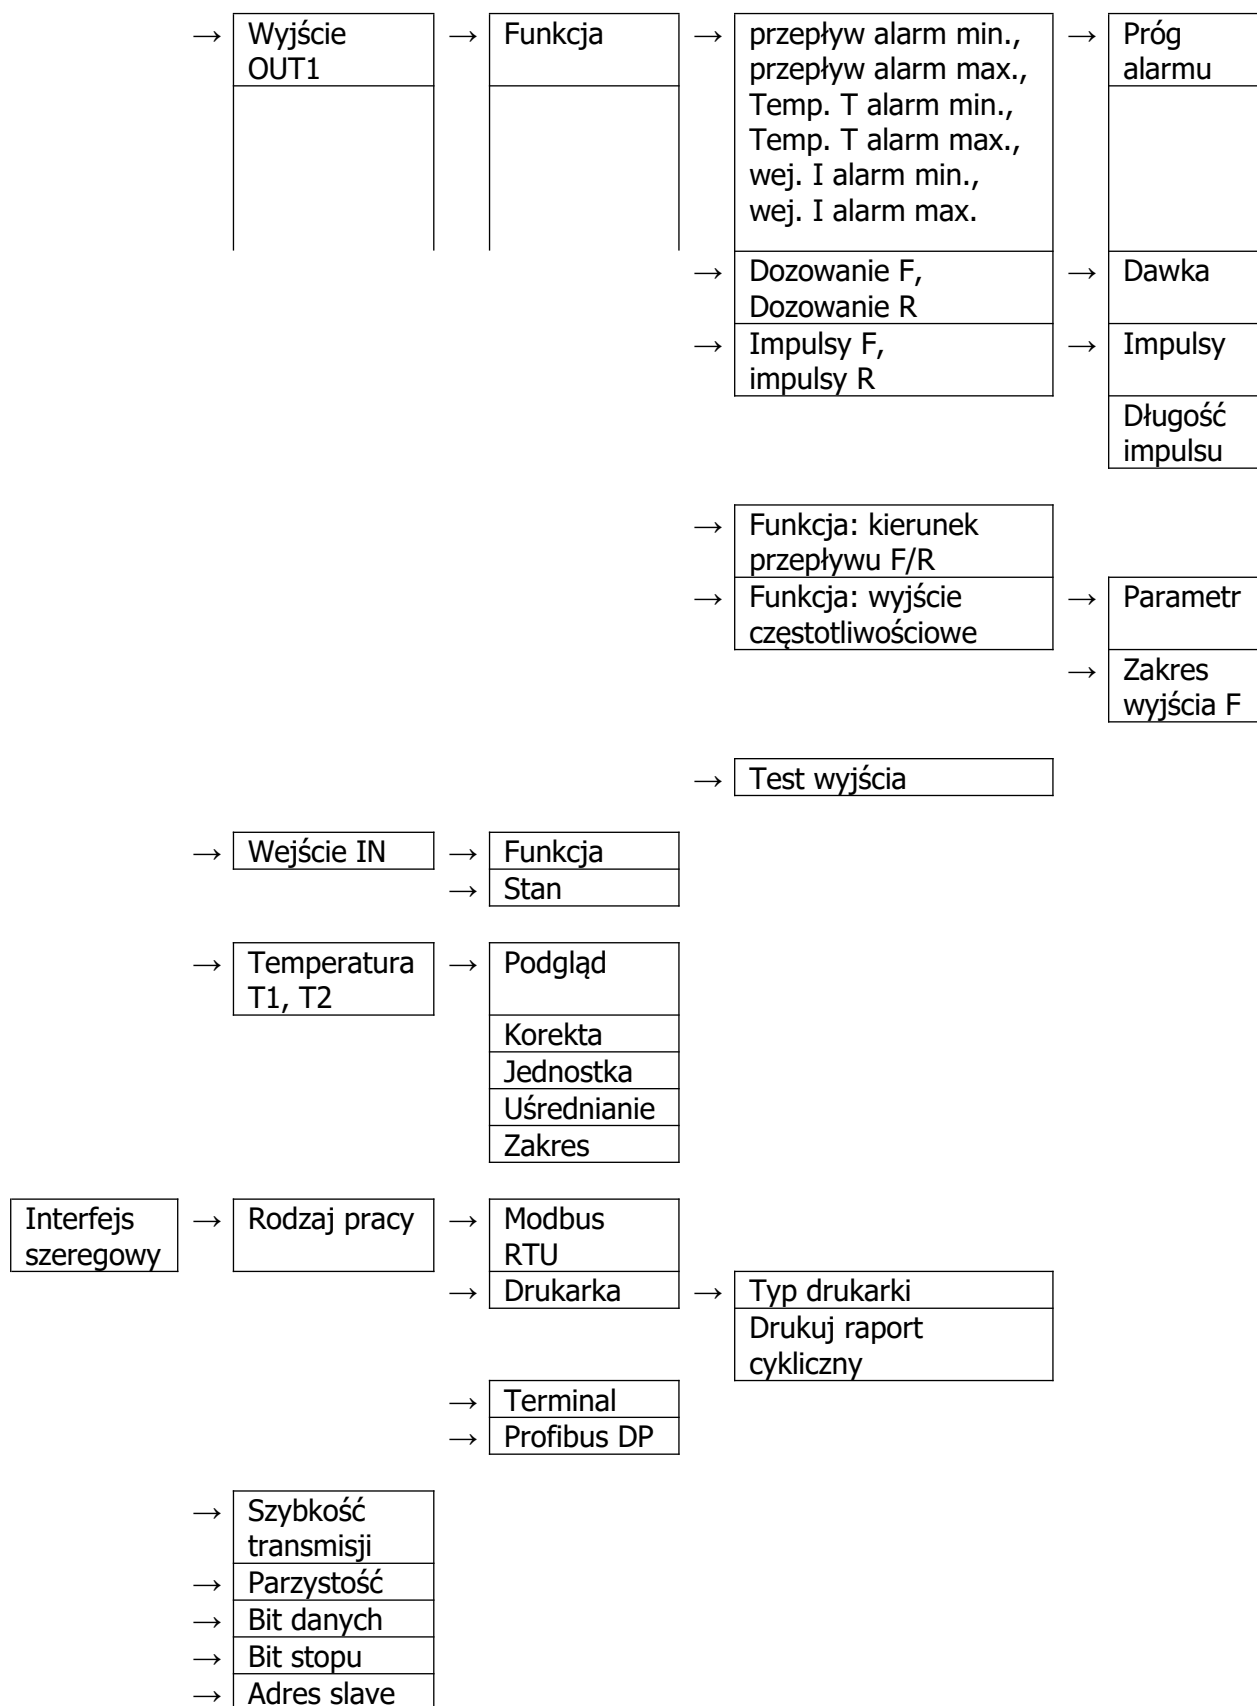 → Wyjście → Funkcja → przepływ alarm min., → Próg
OUT1 przepływ alarm max., alarmu
Temp. T alarm min.,
Temp. T alarm max.,
wej. I alarm min.,
wej. I alarm max.
→ Dozowanie F, → Dawka
Dozowanie R
→ Impulsy F, → Impulsy
impulsy R
Długość
impulsu
→ Funkcja: kierunek
przepływu F/R
→ Funkcja: wyjście → Parametr
częstotliwościowe
→ Zakres
wyjścia F
→ Test wyjścia
→ Wejście IN → Funkcja
→ Stan
→ Temperatura → Podgląd
T1, T2
Korekta
Jednostka
Uśrednianie
Zakres
Interfejs → Rodzaj pracy → Modbus
szeregowy RTU
→ Drukarka → Typ drukarki
Drukuj raport
cykliczny
→ Terminal
→ Profibus DP
→ Szybkość
transmisji
→ Parzystość
→ Bit danych
→ Bit stopu
→ Adres slave